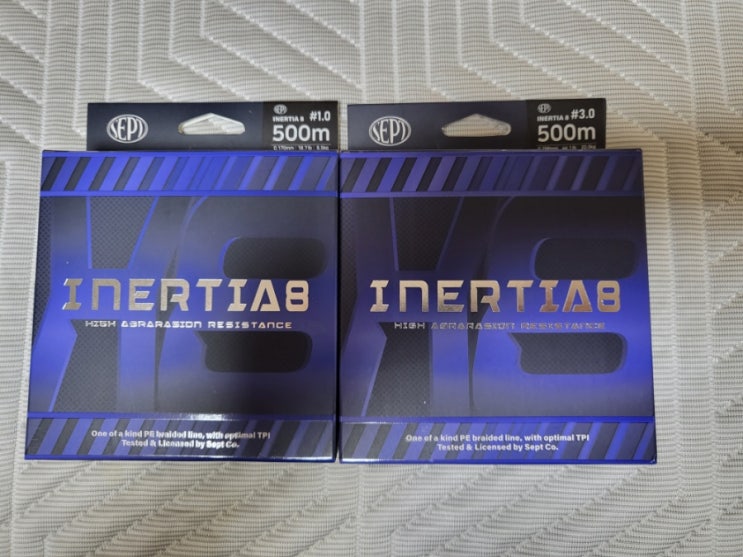 SEPT
INERTIA 8 #1.0
500m
INERTIA8
HIGH ABRARASION RESISTANCE
One of a kind PE braided line, with optimal TPI
Tested & Licensed by Sept Co.
SEPT
INERTIA 8 #3.0
500m
INERTIA8
HIGH ABRARASION RESISTANCE
One of a kind PE braided line, with optimal TPI
Tested & Licensed by Sept Co.